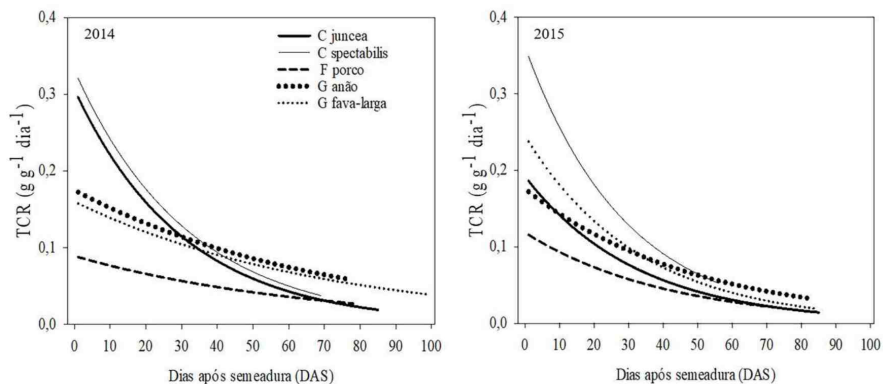 0,4
0,3
0,2
0,1
0,0
TCR (g g-1 dia-1)
2014
C juncea
C spectabilis
F porco
G anão
G fava-larga
0 10 20 30 40 50 60 70 80 90 100
Dias após semeadura (DAS)
0,4
0,3
0,2
0,1
0,0
TCR (g g-1 dia-1)
2015
0 10 20 30 40 50 60 70 80 90 100
Dias após semeadura (DAS)